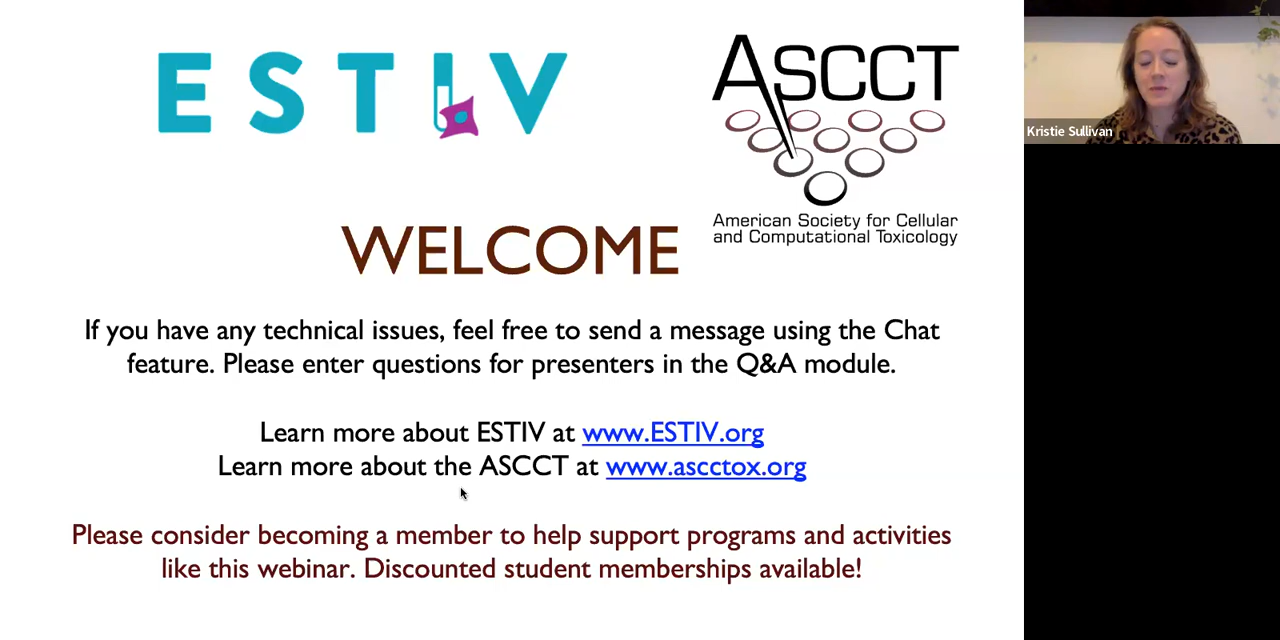 ESTIV
ASCCT
Kristie Sullivan
American Society for Cellular
and Computational Toxicology
WELCOME
If you have any technical issues, feel free to send a message using the Chat
feature. Please enter questions for presenters in the Q&A module.
Learn more about ESTIV at www.ESTIV.org
Learn more about the ASCCT at www.ascctox.org
Please consider becoming a member to help support programs and activities
like this webinar. Discounted student memberships available!